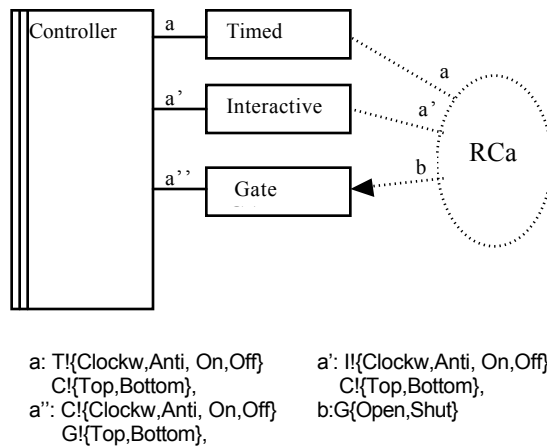 Controller
a
Timed
a
a'
Interactive
a'
RCa
a''
Gate
b
a: T!{Clockw,Anti, On,Off}
C!{Top,Bottom},
a'': C!{Clockw,Anti, On,Off}
G!{Top,Bottom},
a': I!{Clockw,Anti, On,Off}
C!{Top,Bottom},
b:G{Open,Shut}